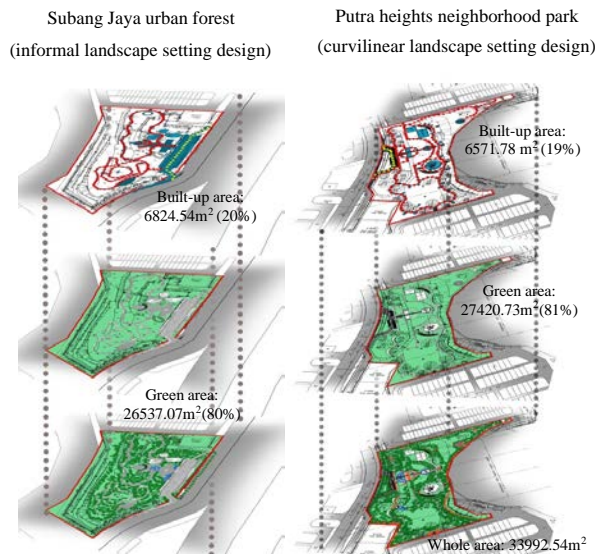 Subang Jaya urban forest
(informal landscape setting design)
Putra heights neighborhood park
(curvilinear landscape setting design)
Built-up area:
6824.54m² (20%)
Built-up area:
6571.78 m² (19%)
Green area:
27420.73m²(81%)
Green area:
26537.07m²(80%)
Whole area: 33992.54m²